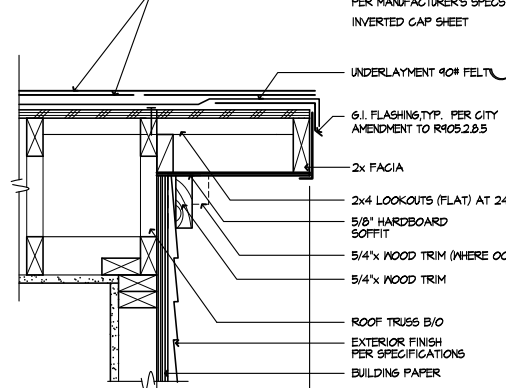 PER MANUFACTURER'S SPECS
INVERTED CAP SHEET
UNDERLAYMENT 90# FELT
G.I. FLASHING,TYP. PER CITY
AMENDMENT TO R905.2.8.5
2x FACIA
2x4 LOOKOUTS (FLAT) AT 24
5/8" HARDBOARD
SOFFIT
5/4"x WOOD TRIM (WHERE OC
5/4"x WOOD TRIM
ROOF TRUSS B/O
EXTERIOR FINISH
PER SPECIFICATIONS
BUILDING PAPER